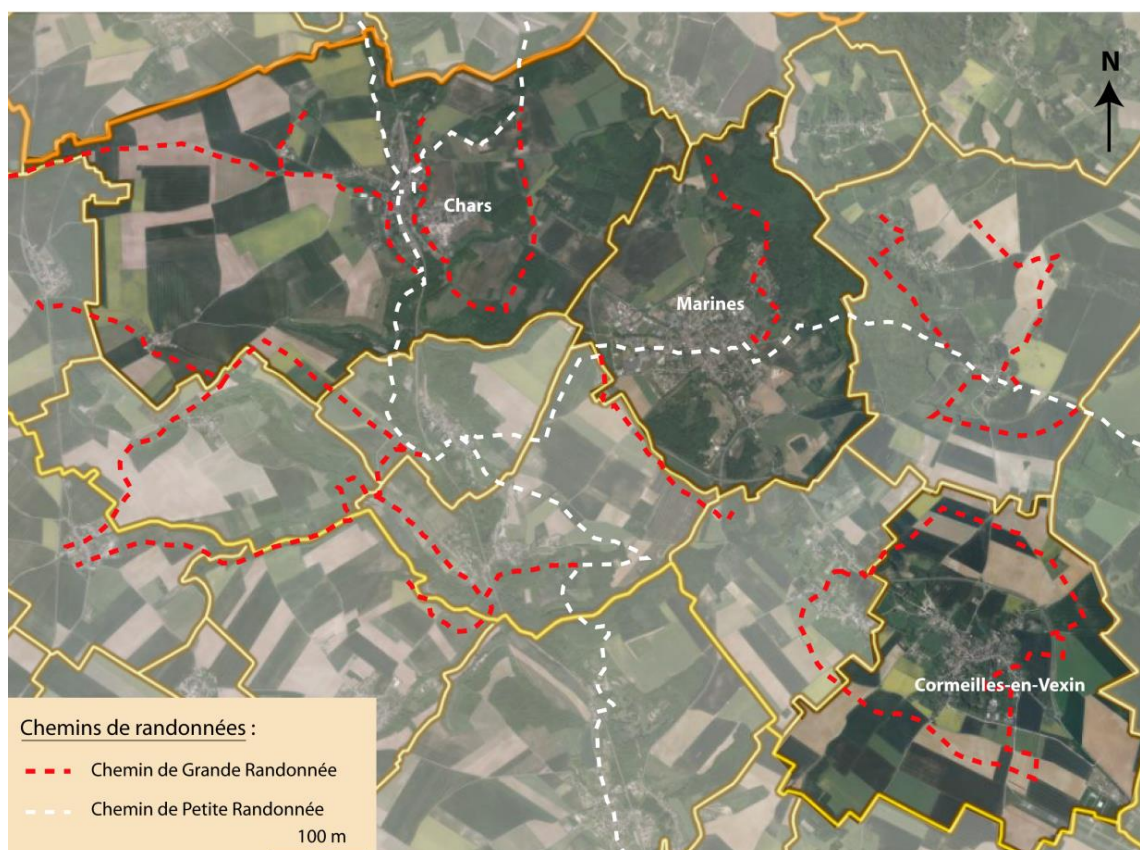 N
Chars
Marines
Cormeilles-en-Vexin
Chemins de randonnées :
Chemin de Grande Randonnée
Chemin de Petite Randonnée
100 m